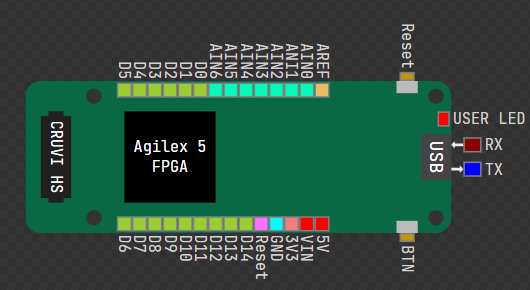 D5
D4
D3
D2
D1
D0
AIN6
AIN5
AIN4
AIN3
AIN2
ANI1
AIN0
AREF
Reset
USER LED
RX
TX
USB
CRUVI HS
Agilex 5
FPGA
D6
D7
D8
D9
D10
D11
D12
D13
D14
Reset
GND
3V3
VIN
5V
BTN